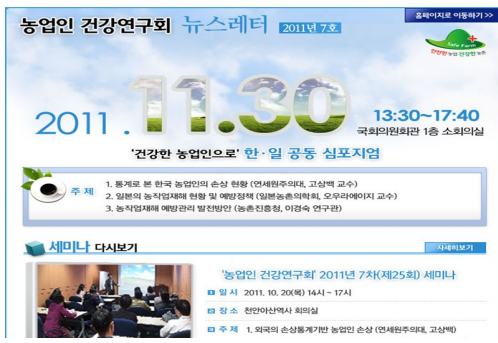 홈페이지로 이동하기 >>
농업인 건강연구회 뉴스레터 2011년 7호
Safe Farm
안전한 농업 건강한 농촌
2011. 11.30
13:30~17:40
국회의원회관 1층 소회의실
'건강한 농업인으로' 한·일 공동 심포지엄
주 제
1. 통계로 본 한국 농업인의 손상 현황 (연세원주의대, 고상백 교수)
2. 일본의 농작업재해 현황 및 예방정책 (일본농촌의학회, 오우라에이지 교수)
3. 농작업재해 예방관리 발전방안 (농촌진흥청, 이경숙 연구관)
세미나 다시보기
자세히보기
'농업인 건강연구회' 2011년 7차(제25회) 세미나
일 시 2011. 10. 20(목) 14시 ~ 17시
장 소 천안아산역사 회의실
주 제 1. 외국의 손상통계기반 농업인 손상 (연세원주의대, 고상백)